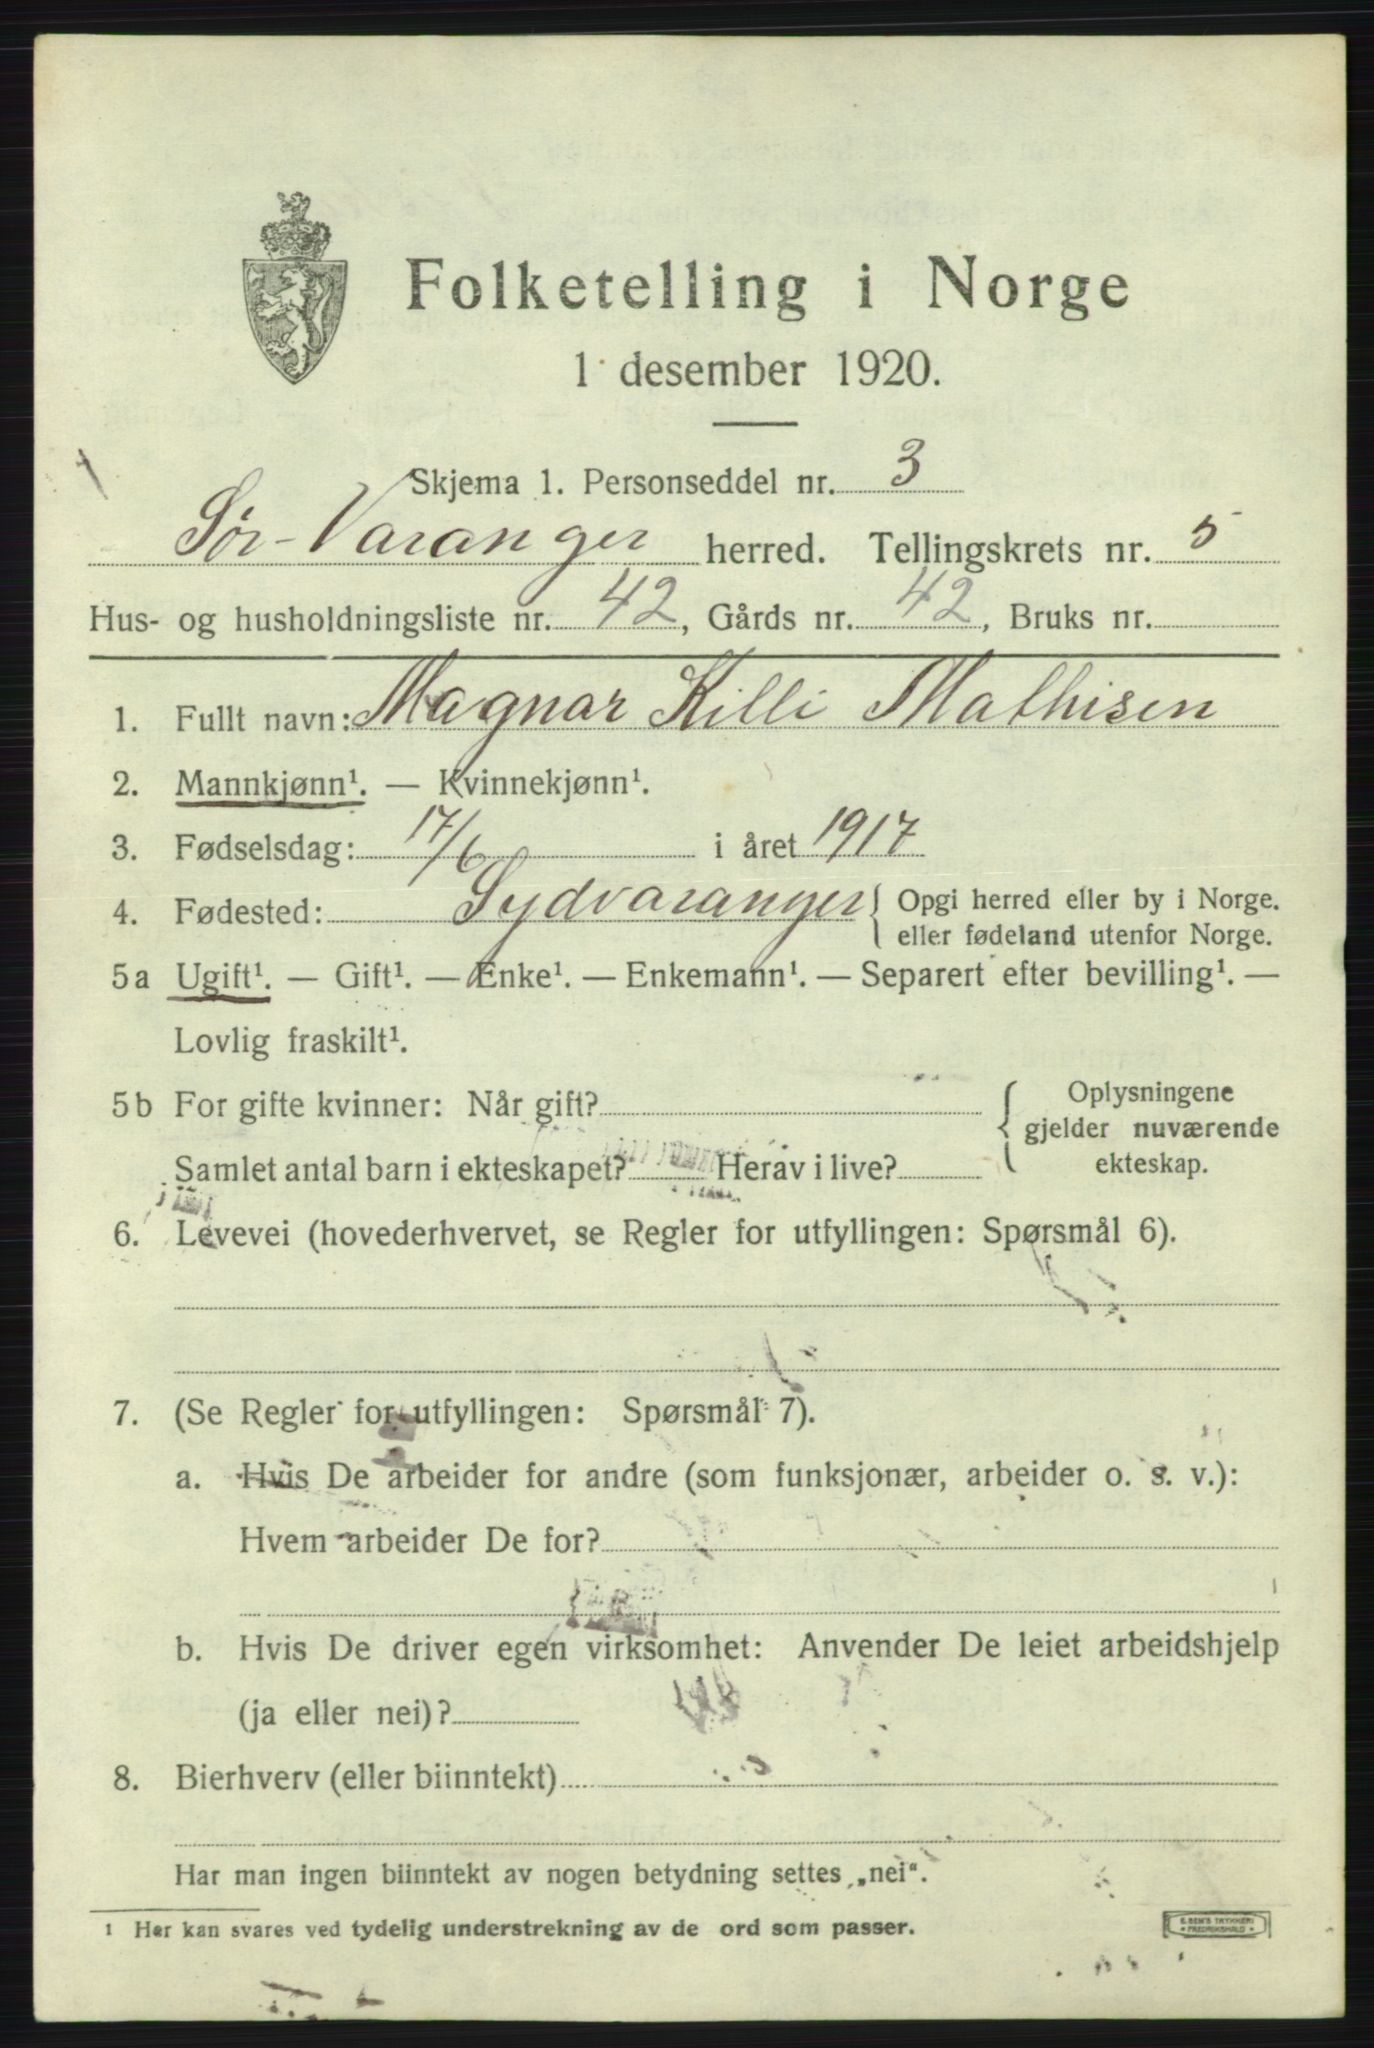 Folketelling i Norge
1 desember 1920.
Skjema 1. Personseddel nr. 3
Sør-Varanger herred. Tellingskrets nr. 5
Hus- og husholdningsliste nr. 42, Gårds nr. 42, Bruks nr.
1. Fullt navn: Magnar Killi Mathisen
2. Mannkjønn¹. — Kvinnekjønn¹.
3. Fødselsdag: 17/6 i året 1917
4. Fødested: Sydvaranger { Opgi herred eller by i Norge.
eller fødeland utenfor Norge.
5a Ugift¹. — Gift¹. — Enke¹. — Enkemann¹. — Separert efter bevilling¹. —
Lovlig fraskilt¹.
5b For gifte kvinner: Når gift? { Oplysningene
gjelder nuværende
Samlet antal barn i ekteskapet? Herav i live? ekteskap.
6. Levevei (hovederhvervet, se Regler for utfyllingen: Spørsmål 6).
7. (Se Regler for utfyllingen: Spørsmål 7).
a. Hvis De arbeider for andre (som funksjonær, arbeider o. s. v.):
Hvem arbeider De for?
b. Hvis De driver egen virksomhet: Anvender De leiet arbeidshjelp
(ja eller nei)?
8. Bierhverv (eller biinntekt)
Har man ingen biinntekt av nogen betydning settes „nei“.
1 Her kan svares ved tydelig understrekning av de ord som passer.
FREDRIKSHALD